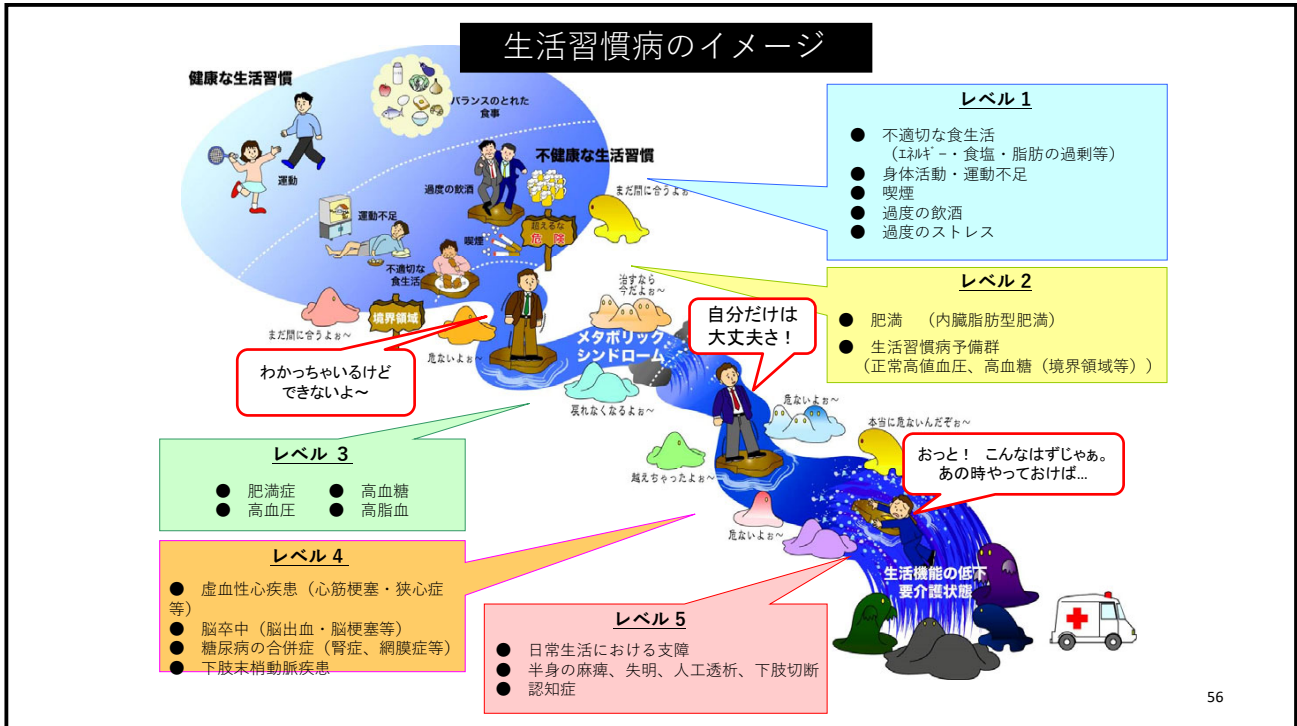 生活習慣病のイメージ
健康な生活習慣
バランスのとれた
食事
運動
不健康な生活習慣
過度の飲酒
まだ間に合うよぉ～
運動不足
喫煙
超えるな
危険
不適切な
食生活
境界領域
まだ間に合うよぉ～
危ないよぉ～
わかっちゃいるけど
できないよ～
治すなら
今だよぉ～
メタボリック
シンドローム
自分だけは
大丈夫さ！
戻れなくなるよぉ～
危ないよぉ～
本当に危ないんだぞぉ～
越えちゃったよぉ～
おっと！ こんなはずじゃぁ。
あの時やっておけば…
危ないよぉ～
生活機能の低下
要介護状態
レベル１
● 不適切な食生活
（ｴﾈﾙｷﾞｰ・食塩・脂肪の過剰等）
● 身体活動・運動不足
● 喫煙
● 過度の飲酒
● 過度のストレス
レベル２
● 肥満 （内臓脂肪型肥満）
● 生活習慣病予備群
（正常高値血圧、高血糖（境界領域等））
レベル 3
● 肥満症 ● 高血糖
● 高血圧 ● 高脂血
レベル４
● 虚血性心疾患（心筋梗塞・狭心症
等）
● 脳卒中（脳出血・脳梗塞等）
● 糖尿病の合併症（腎症、網膜症等）
● 下肢末梢動脈疾患
レベル５
● 日常生活における支障
● 半身の麻痺、失明、人工透析、下肢切断
● 認知症
56